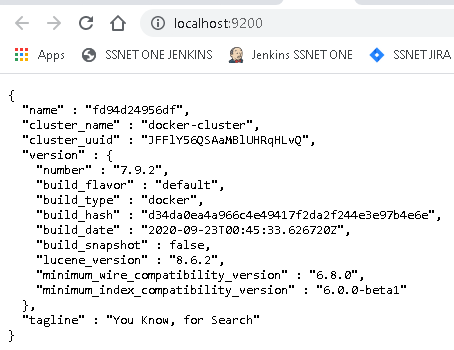 localhost:9200
Apps SSNET ONE JENKINS Jenkins SSNET ONE SSNET JIRA
{
  "name" : "fd94d24956df",
  "cluster_name" : "docker-cluster",
  "cluster_uuid" : "JFFlY56QSAaMBlUHRqHLvQ",
  "version" : {
    "number" : "7.9.2",
    "build_flavor" : "default",
    "build_type" : "docker",
    "build_hash" : "d34da0ea4a966c4e49417f2da2f244e3e97b4e6e",
    "build_date" : "2020-09-23T00:45:33.626720Z",
    "build_snapshot" : false,
    "lucene_version" : "8.6.2",
    "minimum_wire_compatibility_version" : "6.8.0",
    "minimum_index_compatibility_version" : "6.0.0-beta1"
  },
  "tagline" : "You Know, for Search"
}